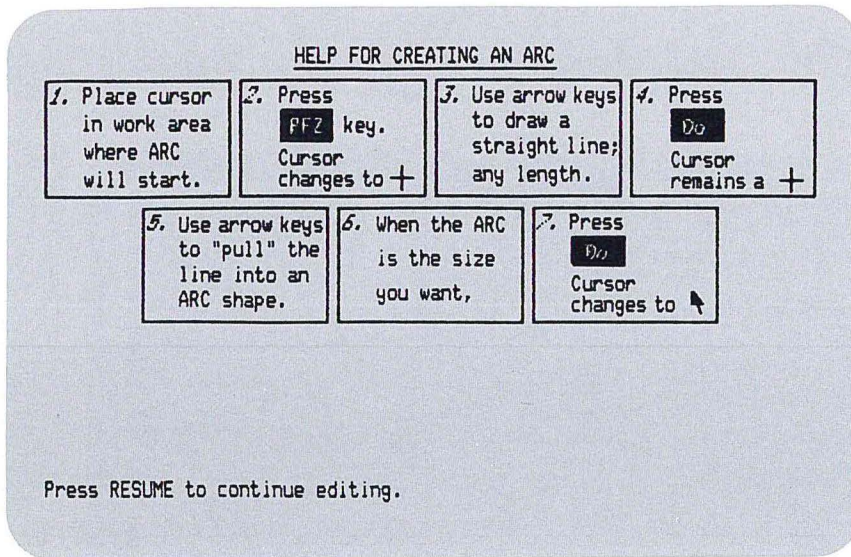 HELP FOR CREATING AN ARC
1. Place cursor
in work area
where ARC
will start.
2. Press
PF2 key.
Cursor
changes to +
3. Use arrow keys
to draw a
straight line;
any length.
4. Press
Do
Cursor
remains a +
5. Use arrow keys
to "pull" the
line into an
ARC shape.
6. When the ARC
is the size
you want,
7. Press
Do
Cursor
changes to
Press RESUME to continue editing.